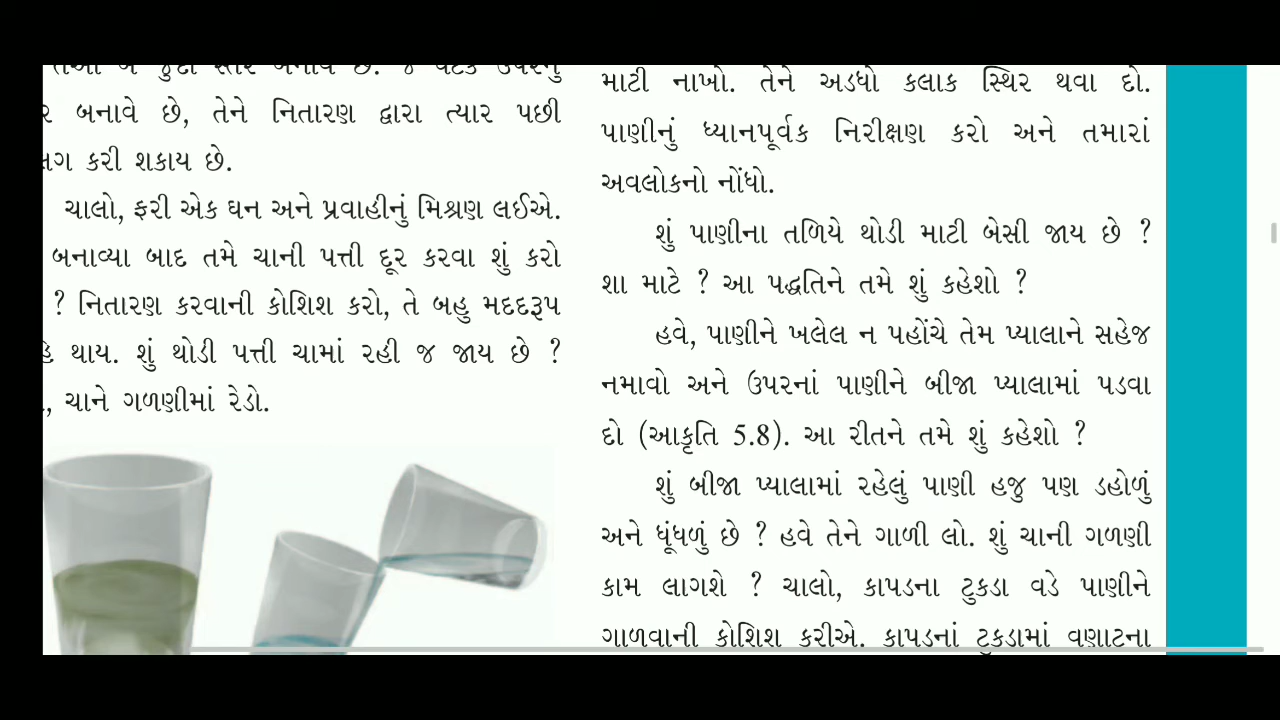 બનાવે છે, તેને નિતારણ દ્વારા ત્યાર પછી
કરી શકાય છે.
ચાલો, ફરી એક ઘન અને પ્રવાહીનું મિશ્રણ લઈએ.
બનાવ્યા બાદ તમે ચાની પત્તી દૂર કરવા શું કરો
? નિતારણ કરવાની કોશિશ કરો, તે બહુ મદદરૂપ
થાય. શું થોડી પત્તી ચામાં રહી જ જાય છે ?
, ચાને ગળણીમાં રેડો.
માટી નાખો. તેને અડધો કલાક સ્થિર થવા દો.
પાણીનું ધ્યાનપૂર્વક નિરીક્ષણ કરો અને તમારાં
અવલોકનો નોંધો.
શું પાણીના તળિયે થોડી માટી બેસી જાય છે ?
શા માટે ? આ પદ્ધતિને તમે શું કહેશો ?
હવે, પાણીને ખલેલ ન પહોંચે તેમ પ્યાલાને સહેજ
નમાવો અને ઉપરનાં પાણીને બીજા પ્યાલામાં પડવા
દો (આકૃતિ 5.8). આ રીતને તમે શું કહેશો ?
શું બીજા પ્યાલામાં રહેલું પાણી હજુ પણ ડહોળું
અને ધૂંધળું છે ? હવે તેને ગાળી લો. શું ચાની ગળણી
કામ લાગશે ? ચાલો, કાપડના ટુકડા વડે પાણીને
ગાળવાની કોશિશ કરીએ. કાપડનાં ટુકડામાં વણાટના